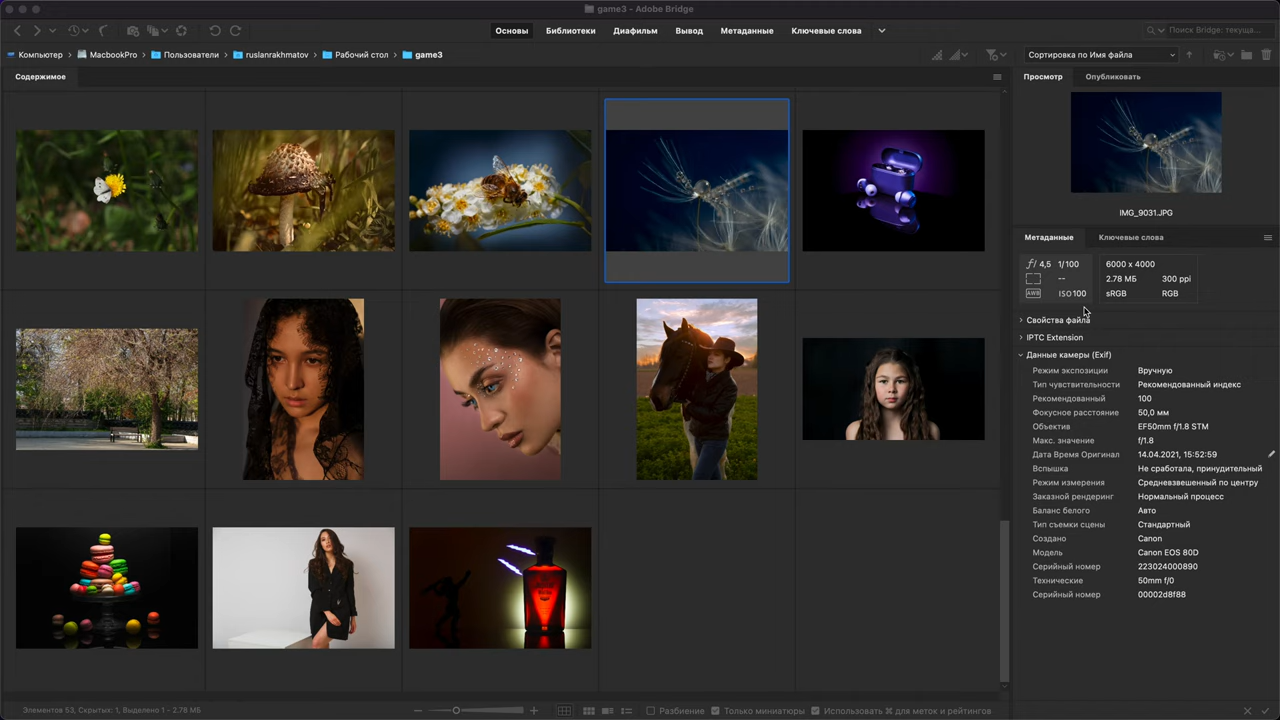 game3 – Adobe Bridge
Основы Библиотеки Диафильм Вывод Метаданные Ключевые слова
Поиск Bridge: текуща...
Компьютер > MacbookPro > Пользователи > ruslanrakhmatov > Рабочий стол > game3
Сортировка по Имя файла
Содержимое
Просмотр Опубликовать
IMG_9031.JPG
Метаданные Ключевые слова
f/ 4,5 1/100
6000 x 4000
--
2.78 МБ 300 ppi
AWB ISO100
sRGB RGB
Свойства файла
IPTC Extension
Данные камеры (Exif)
Режим экспозиции Вручную
Тип чувствительности Рекомендованный индекс
Рекомендованный 100
Фокусное расстояние 50,0 мм
Объектив EF50mm f/1.8 STM
Макс. значение f/1.8
Дата Время Оригинал 14.04.2021, 15:52:59
Вспышка Не сработала, принудительный
Режим измерения Средневзвешенный по центру
Заказной рендеринг Нормальный процесс
Баланс белого Авто
Тип съемки сцены Стандартный
Создано Canon
Модель Canon EOS 80D
Серийный номер 223024000890
Технические 50mm f/0
Серийный номер 00002d8f88
Элементов 53, Скрытых: 1, Выделено 1 - 2.78 МБ
Разбиение Только миниатюры Использовать ⌘ для меток и рейтингов